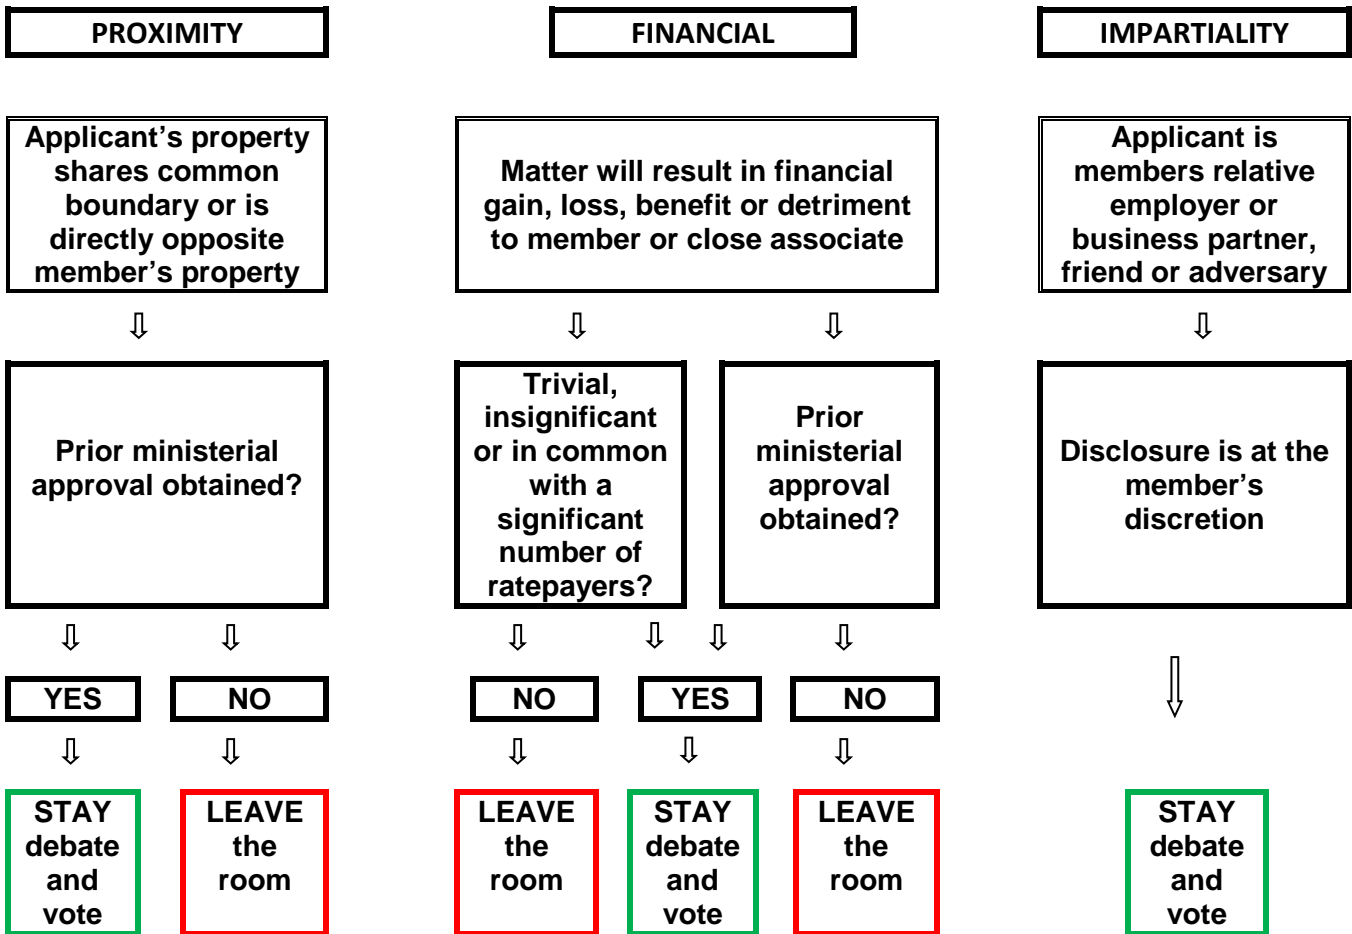 PROXIMITY
FINANCIAL
IMPARTIALITY
Applicant’s property
shares common
boundary or is
directly opposite
member’s property
Matter will result in financial
gain, loss, benefit or detriment
to member or close associate
Applicant is
members relative
employer or
business partner,
friend or adversary
Prior ministerial
approval obtained?
Trivial,
insignificant
or in common
with a
significant
number of
ratepayers?
Prior
ministerial
approval
obtained?
Disclosure is at the
member’s
discretion
YES
NO
NO
YES
NO
STAY
debate
and
vote
LEAVE
the
room
LEAVE
the
room
STAY
debate
and
vote
LEAVE
the
room
STAY
debate
and
vote